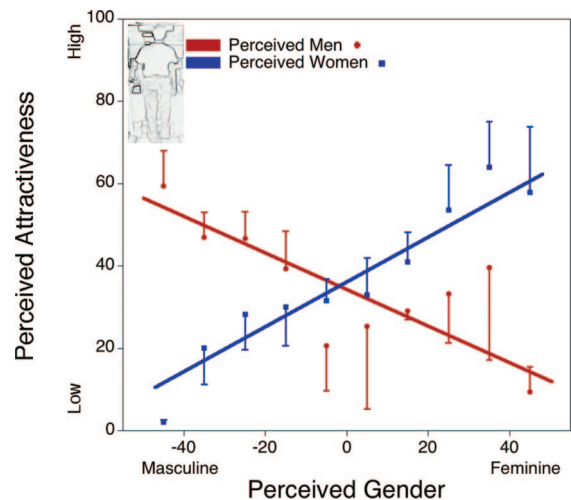 High
100
Perceived Men
Perceived Women
80
60
40
20
0
Low
Perceived Attractiveness
-40
-20
0
20
40
Masculine
Feminine
Perceived Gender